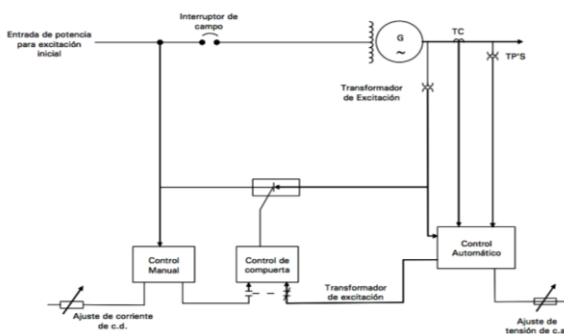 Interruptor de
campo
Entrada de potencia
para excitación
inicial
G
~
TC
TP'S
Transformador
de Excitación
Control
Manual
Control de
compuerta
Transformador
de excitación
Control
Automático
Ajuste de corriente
de c.d.
Ajuste de
tensión de c.a